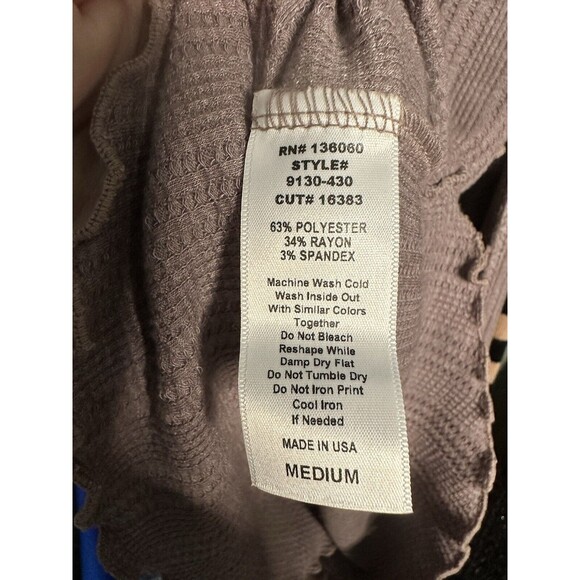 RN# 136060
STYLE#
9130-430
CUT# 16383
63% POLYESTER
34% RAYON
3% SPANDEX
Machine Wash Cold
Wash Inside Out
With Similar Colors
Together
Do Not Bleach
Reshape While
Damp Dry Flat
Do Not Tumble Dry
Do Not Iron Print
Cool Iron
If Needed
MADE IN USA
MEDIUM